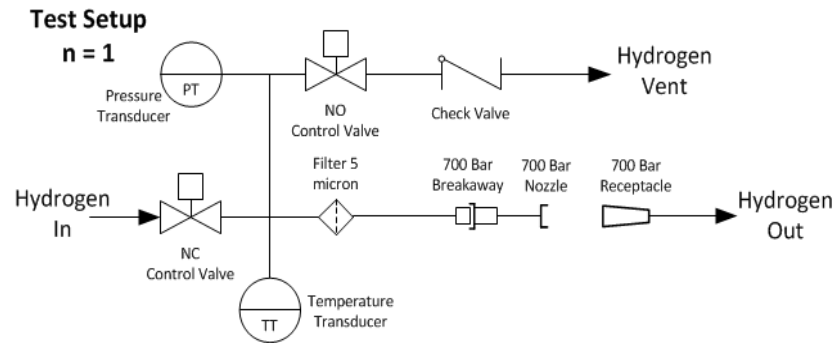 Test Setup
n = 1
PT
Pressure
Transducer
NO
Control Valve
Check Valve
Hydrogen
Vent
Hydrogen
In
NC
Control Valve
Filter 5
micron
700 Bar
Breakaway
700 Bar
Nozzle
700 Bar
Receptacle
Hydrogen
Out
TT
Temperature
Transducer